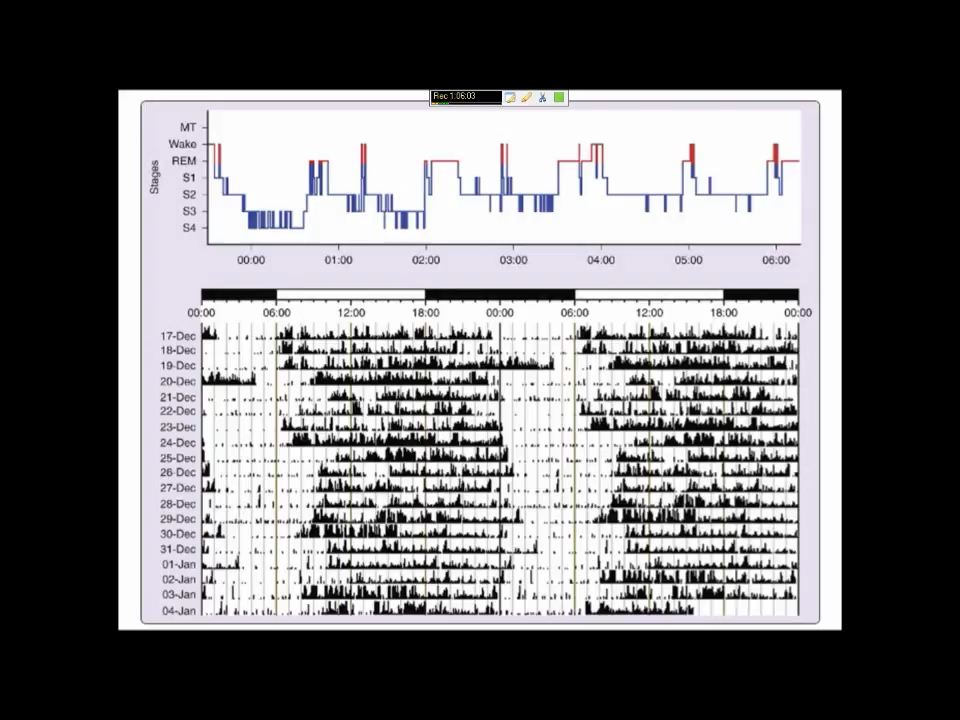 Rec 1:06:03
MT
Wake
REM
S1
S2
S3
S4
Stages
00:00 01:00 02:00 03:00 04:00 05:00 06:00
00:00 06:00 12:00 18:00 00:00 06:00 12:00 18:00 00:00
17-Dec
18-Dec
19-Dec
20-Dec
21-Dec
22-Dec
23-Dec
24-Dec
25-Dec
26-Dec
27-Dec
28-Dec
29-Dec
30-Dec
31-Dec
01-Jan
02-Jan
03-Jan
04-Jan